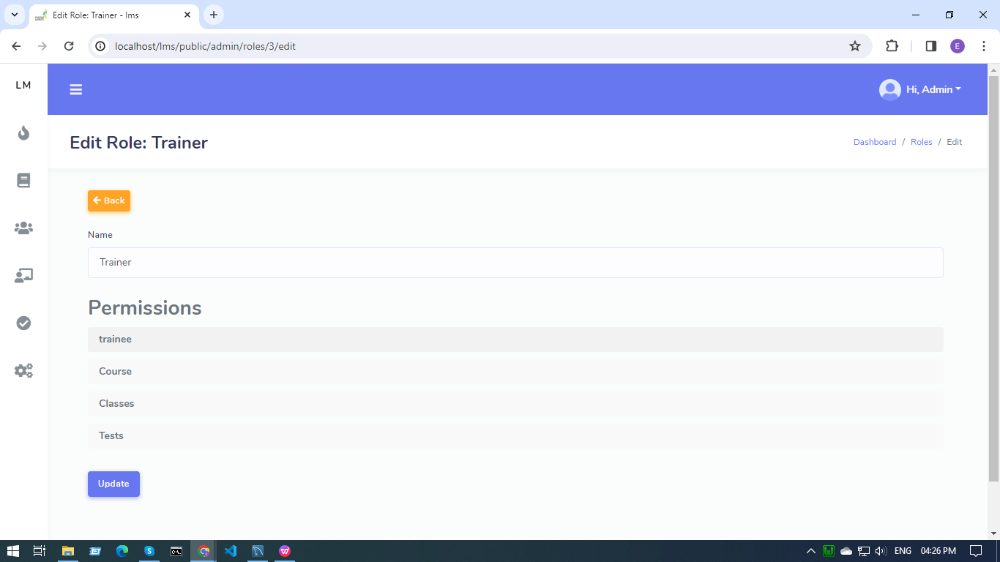 Edit Role: Trainer - lms
localhost/lms/public/admin/roles/3/edit
E
LM
Hi, Admin
Edit Role: Trainer
Dashboard / Roles / Edit
Back
Name
Trainer
Permissions
trainee
Course
Classes
Tests
Update
ENG
04:26 PM